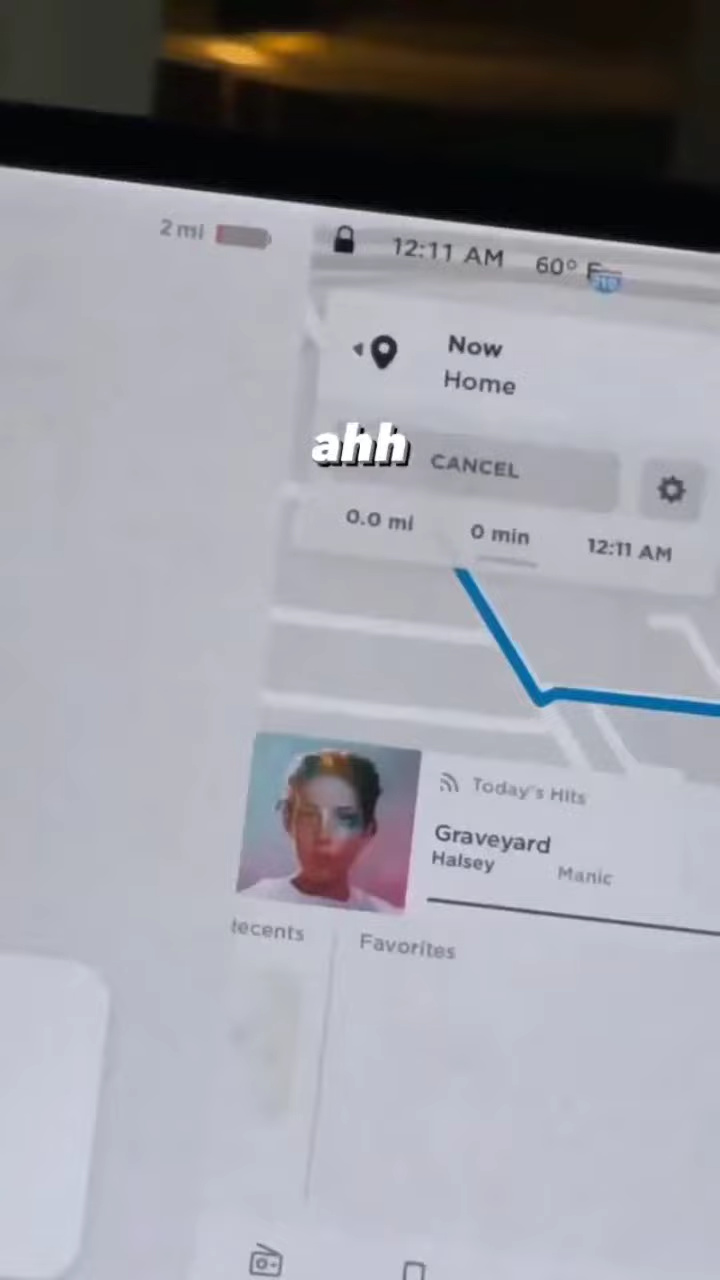 2 mi
12:11 AM 60° F
Now
Home
ahh
CANCEL
0.0 mi 0 min 12:11 AM
Today's Hits
Graveyard
Halsey Manic
Recents Favorites